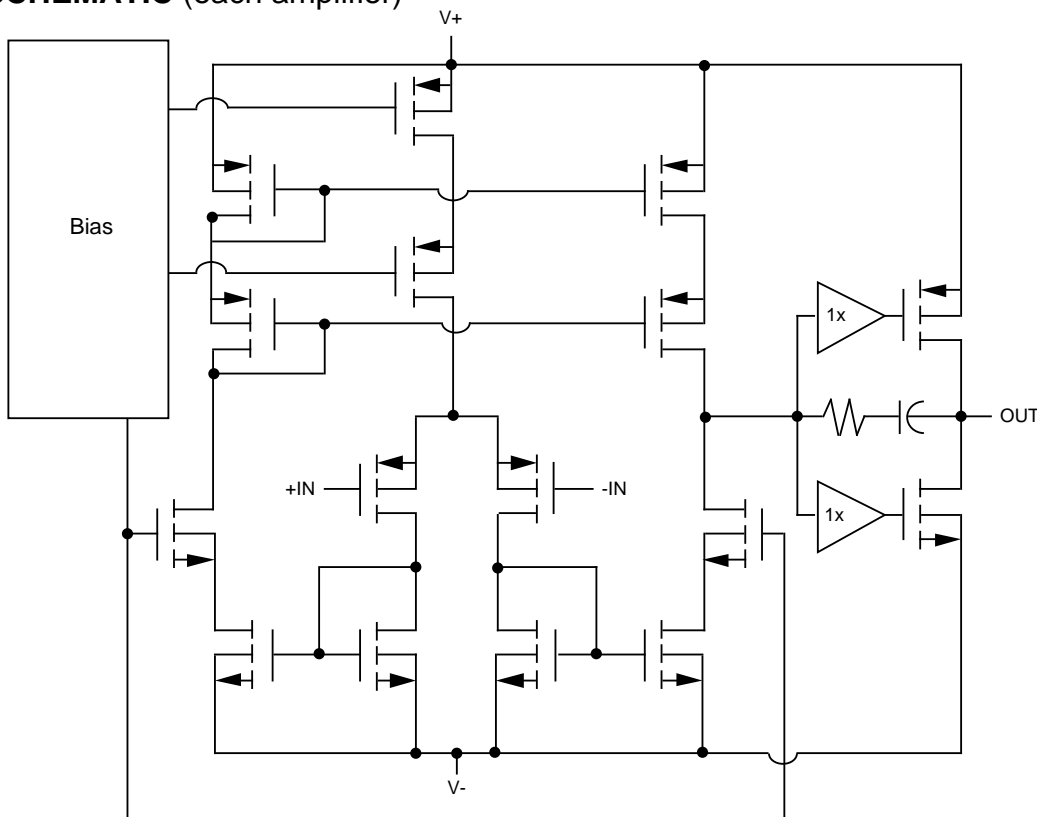 SCHEMATIC (each amplifier)
V+
Bias
1x
OUT
+IN
-IN
1x
V-